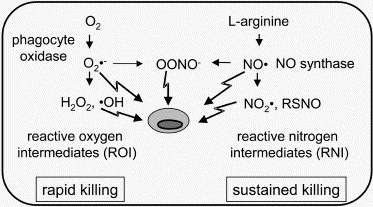 O₂
L-arginine
phagocyte
oxidase
O₂•⁻
OONO⁻
NO•
NO synthase
H₂O₂, •OH
NO₂•, RSNO
reactive oxygen
intermediates (ROI)
reactive nitrogen
intermediates (RNI)
rapid killing
sustained killing